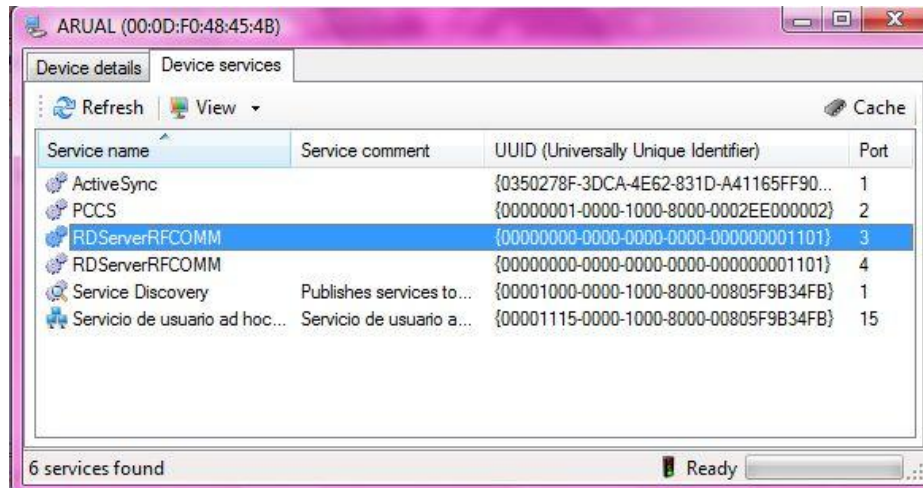 ARUAL (00:0D:F0:48:45:4B)
Device details Device services
Refresh View Cache
Service name Service comment UUID (Universally Unique Identifier) Port
ActiveSync {0350278F-3DCA-4E62-831D-A41165FF90... 1
PCCS {00000001-0000-1000-8000-0002EE000002} 2
RDServerRFCOMM {00000000-0000-0000-0000-000000001101} 3
RDServerRFCOMM {00000000-0000-0000-0000-000000001101} 4
Service Discovery Publishes services to... {00001000-0000-1000-8000-00805F9B34FB} 1
Servicio de usuario ad hoc... Servicio de usuario a... {00001115-0000-1000-8000-00805F9B34FB} 15
6 services found Ready